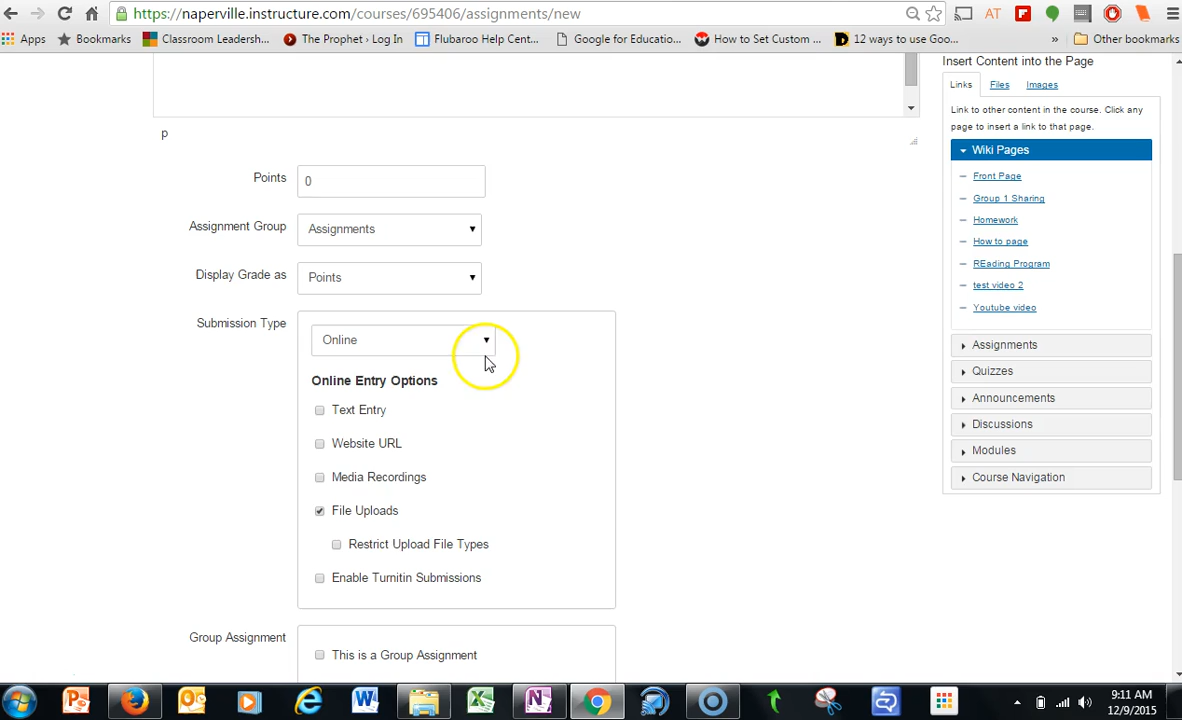 https://naperville.instructure.com/courses/695406/assignments/new
AT
Apps Bookmarks Classroom Leadersh... The Prophet › Log In Flubaroo Help Cent... Google for Educatio... How to Set Custom ... 12 ways to use Goo... » Other bookmarks
Insert Content into the Page
Links Files Images
Link to other content in the course. Click any
page to insert a link to that page.
p
Wiki Pages
Points 0
Front Page
Group 1 Sharing
Assignment Group Assignments
Homework
How to page
Display Grade as Points
REading Program
test video 2
Youtube video
Submission Type
Online
Assignments
Online Entry Options
Quizzes
Text Entry
Announcements
Discussions
Website URL
Modules
Media Recordings
Course Navigation
File Uploads
Restrict Upload File Types
Enable Turnitin Submissions
Group Assignment
This is a Group Assignment
9:11 AM
12/9/2015